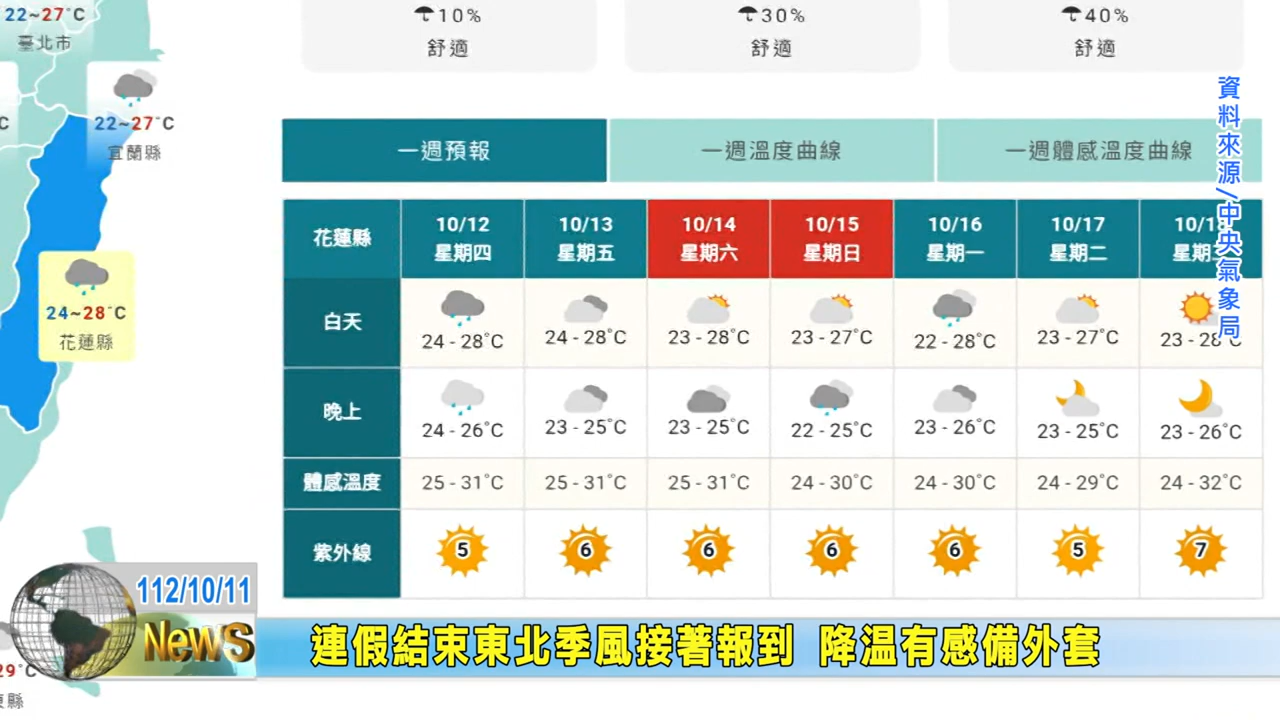 22~27°C
臺北市
10%
舒適
30%
舒適
40%
舒適
22~27°C
宜蘭縣
資料來源/中央氣象局
一週預報
一週溫度曲線
一週體感溫度曲線
花蓮縣
10/12 星期四
10/13 星期五
10/14 星期六
10/15 星期日
10/16 星期一
10/17 星期二
24~28°C
花蓮縣
白天
24 - 28°C
24 - 28°C
23 - 28°C
23 - 27°C
22 - 28°C
23 - 27°C
23 - 28°C
晚上
24 - 26°C
23 - 25°C
23 - 25°C
22 - 25°C
23 - 26°C
23 - 25°C
23 - 26°C
體感溫度
25 - 31°C
25 - 31°C
25 - 31°C
24 - 30°C
24 - 30°C
24 - 29°C
24 - 32°C
紫外線
5
6
6
6
6
5
7
112/10/11
NewS
連假結束東北季風接著報到 降溫有感備外套